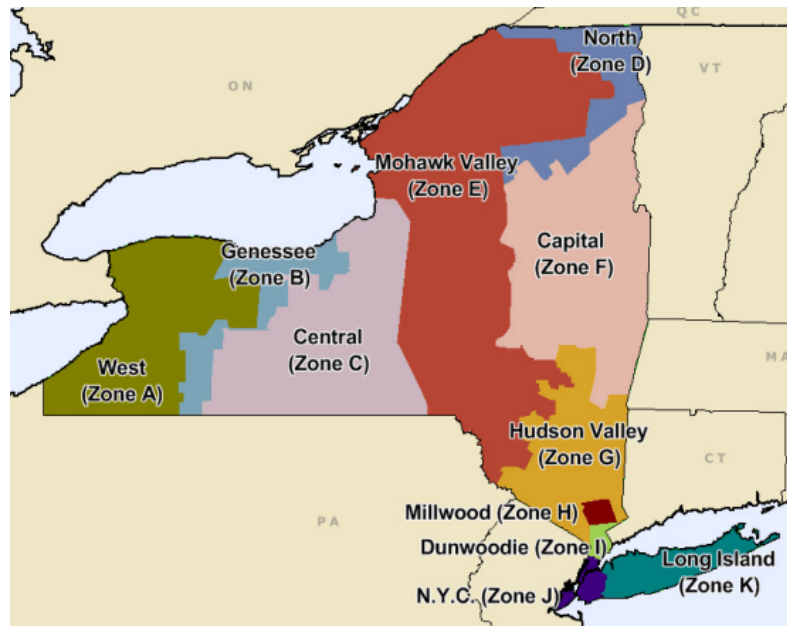 QC
North
(Zone D)
ON
VT
Mohawk Valley
(Zone E)
Genessee
(Zone B)
Capital
(Zone F)
Central
(Zone C)
West
(Zone A)
MA
Hudson Valley
(Zone G)
CT
PA
Millwood (Zone H)
Dunwoodie (Zone I)
Long Island
(Zone K)
N.Y.C. (Zone J)